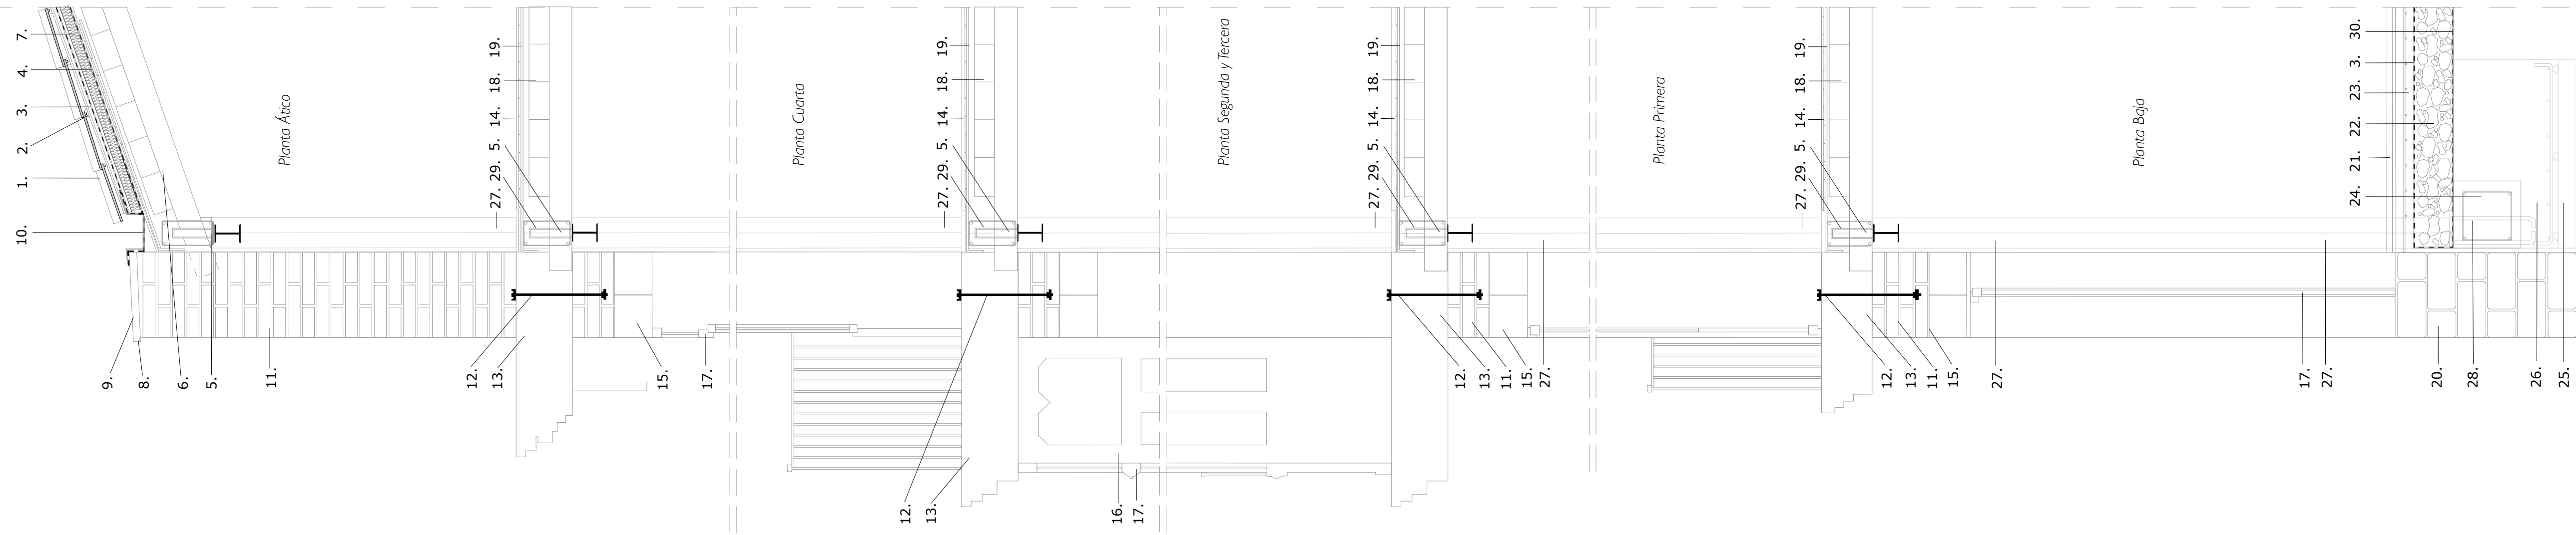 10. 1. 2. 3. 4. 7.
9.
8.
6.
5.
11.
Planta Ático
12.
27. 29. 5. 14. 18. 19.
13.
15.
17.
Planta Cuarta
12.
13.
27. 29. 5. 14. 18. 19.
16.
17.
Planta Segunda y Tercera
27. 29. 5. 14. 18. 19.
12.
13.
11.
15.
27.
Planta Primera
27. 29. 5. 14. 18. 19.
12.
13.
11.
15.
27.
Planta Baja
17.
27.
24. 21. 22. 23. 3. 30.
20.
28.
26.
25.